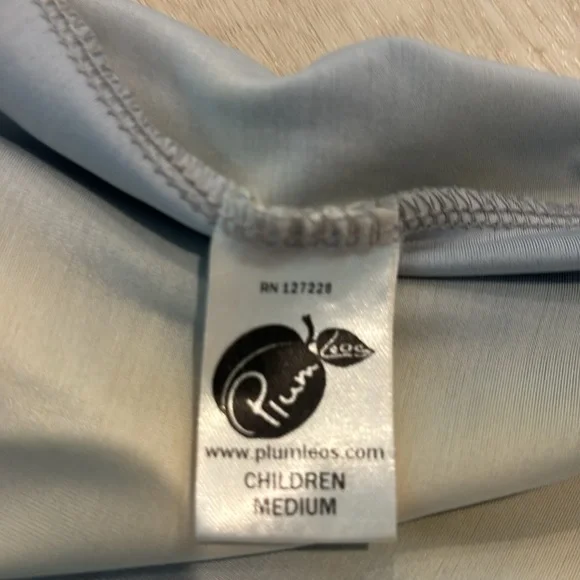 RN 127228
Plum
Leos
www.plumleos.com
CHILDREN
MEDIUM